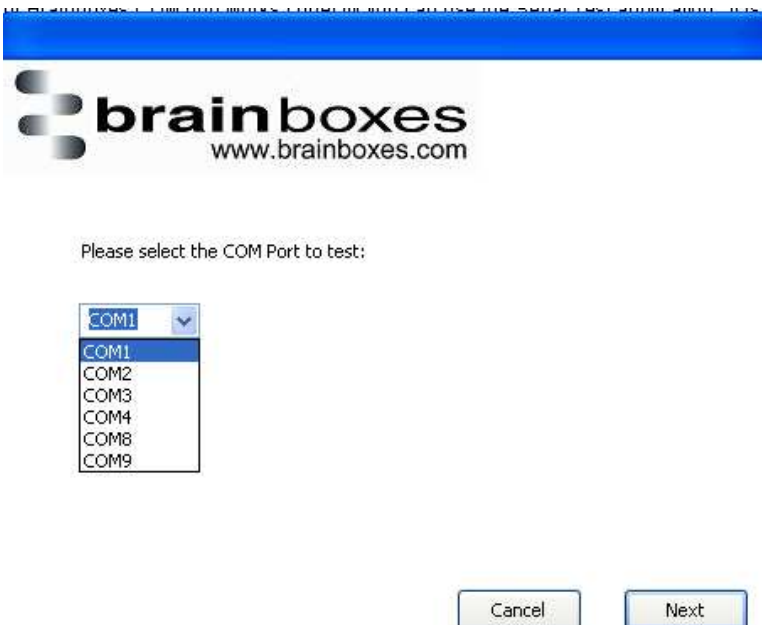 brainboxes
www.brainboxes.com
Please select the COM Port to test:
COM1
COM1
COM2
COM3
COM4
COM8
COM9
Cancel
Next